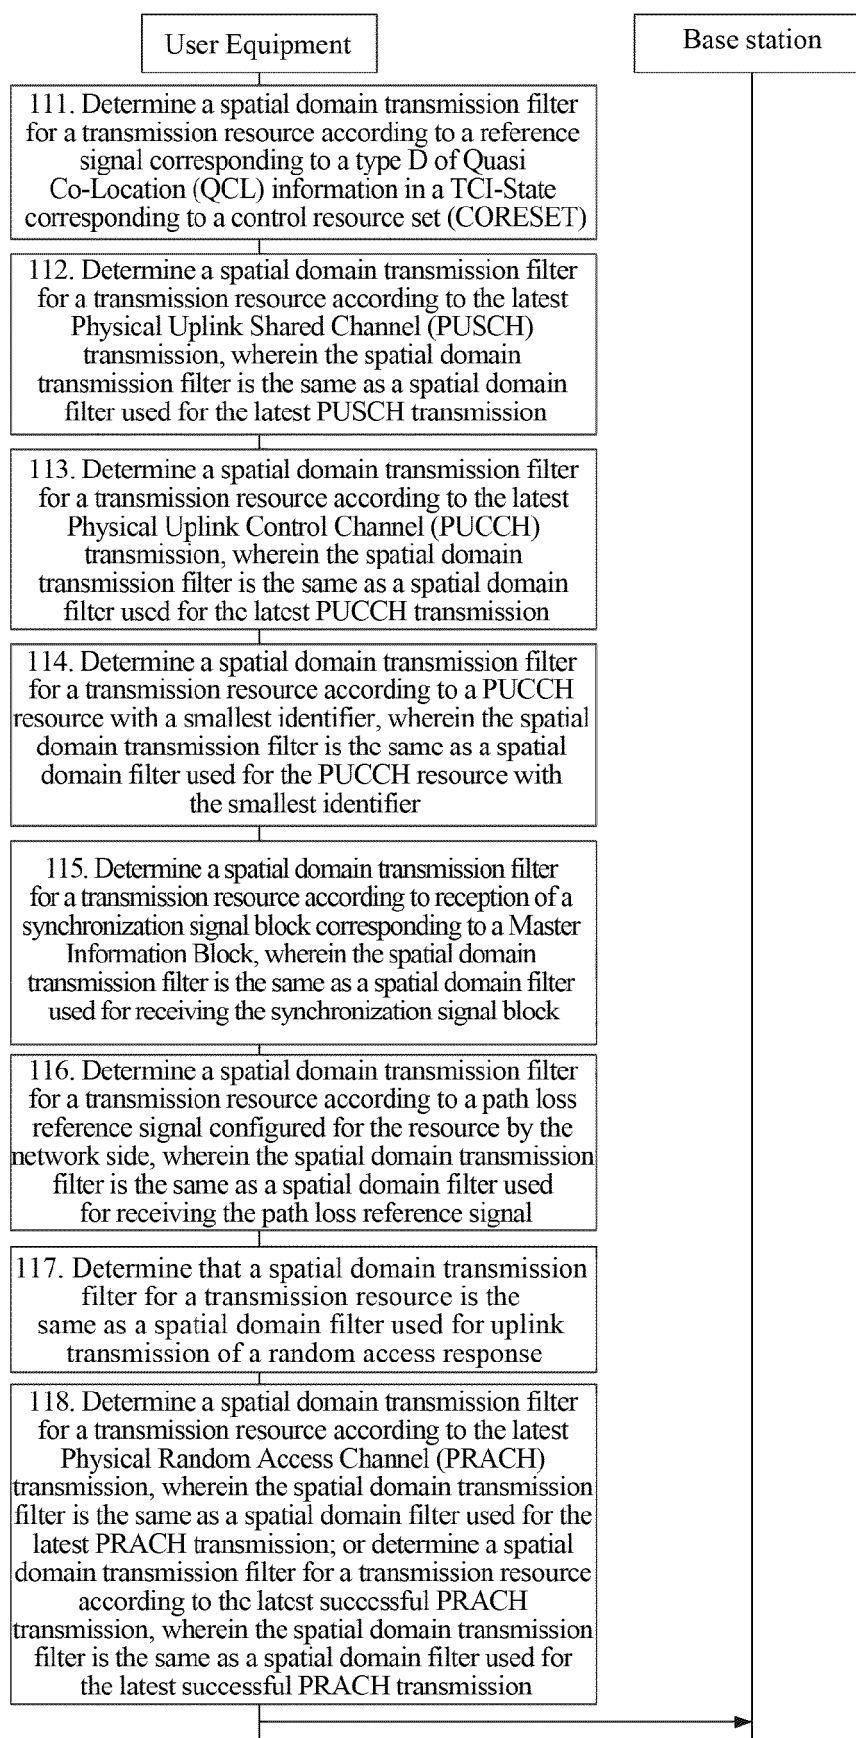 User Equipment
Base station
111. Determine a spatial domain transmission filter
for a transmission resource according to a reference
signal corresponding to a type D of Quasi
Co-Location (QCL) information in a TCI-State
corresponding to a control resource set (CORESET)
112. Determine a spatial domain transmission filter
for a transmission resource according to the latest
Physical Uplink Shared Channel (PUSCH)
transmission, wherein the spatial domain
transmission filter is the same as a spatial domain
filter used for the latest PUSCH transmission
113. Determine a spatial domain transmission filter
for a transmission resource according to the latest
Physical Uplink Control Channel (PUCCH)
transmission, wherein the spatial domain
transmission filter is the same as a spatial domain
filter used for the latest PUCCH transmission
114. Determine a spatial domain transmission filter
for a transmission resource according to a PUCCH
resource with a smallest identifier, wherein the spatial
domain transmission filter is the same as a spatial
domain filter used for the PUCCH resource with
the smallest identifier
115. Determine a spatial domain transmission filter
for a transmission resource according to reception of a
synchronization signal block corresponding to a Master
Information Block, wherein the spatial domain
transmission filter is the same as a spatial domain filter
used for receiving the synchronization signal block
116. Determine a spatial domain transmission filter
for a transmission resource according to a path loss
reference signal configured for the resource by the
network side, wherein the spatial domain transmission
filter is the same as a spatial domain filter used
for receiving the path loss reference signal
117. Determine that a spatial domain transmission
filter for a transmission resource is the
same as a spatial domain filter used for uplink
transmission of a random access response
118. Determine a spatial domain transmission filter
for a transmission resource according to the latest
Physical Random Access Channel (PRACH)
transmission, wherein the spatial domain transmission
filter is the same as a spatial domain filter used for the
latest PRACH transmission; or determine a spatial
domain transmission filter for a transmission resource
according to the latest successful PRACH
transmission, wherein the spatial domain transmission
filter is the same as a spatial domain filter used for
the latest successful PRACH transmission